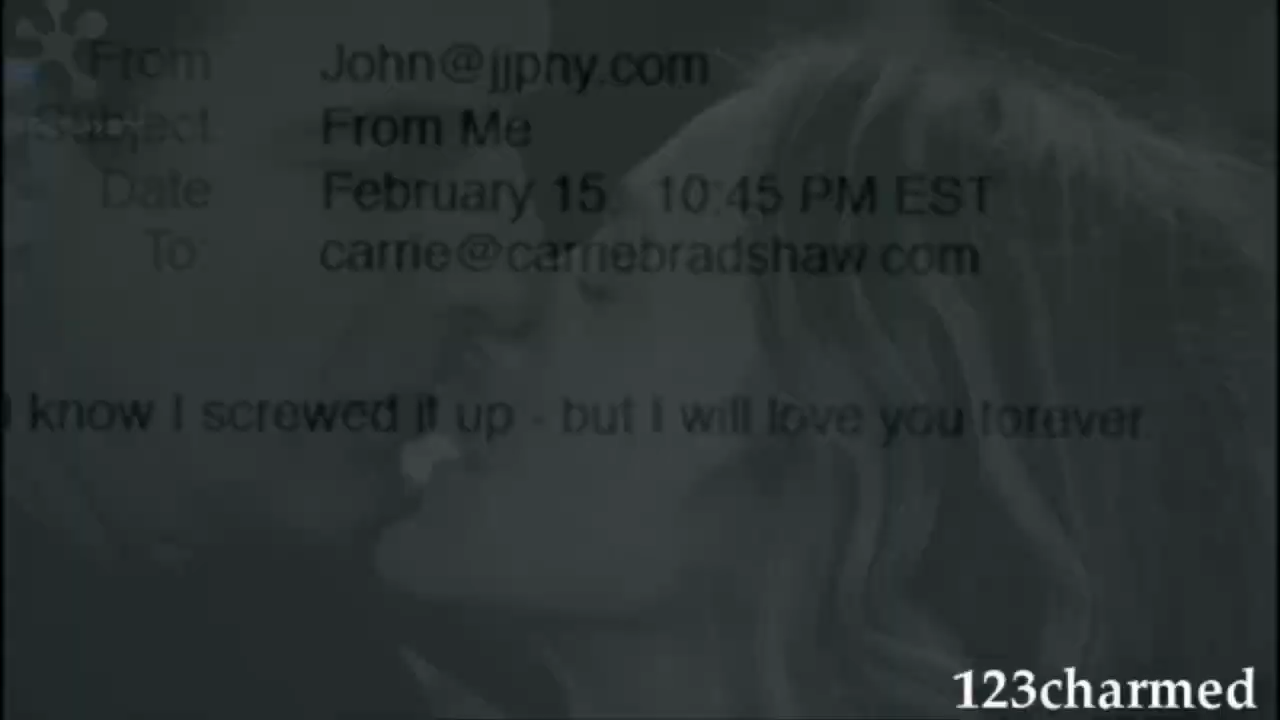 From John@jjpny.com
Subject From Me
Date February 15, 10:45 PM EST
To: carrie@carriebradshaw.com
I know I screwed it up - but I will love you forever.
123charmed